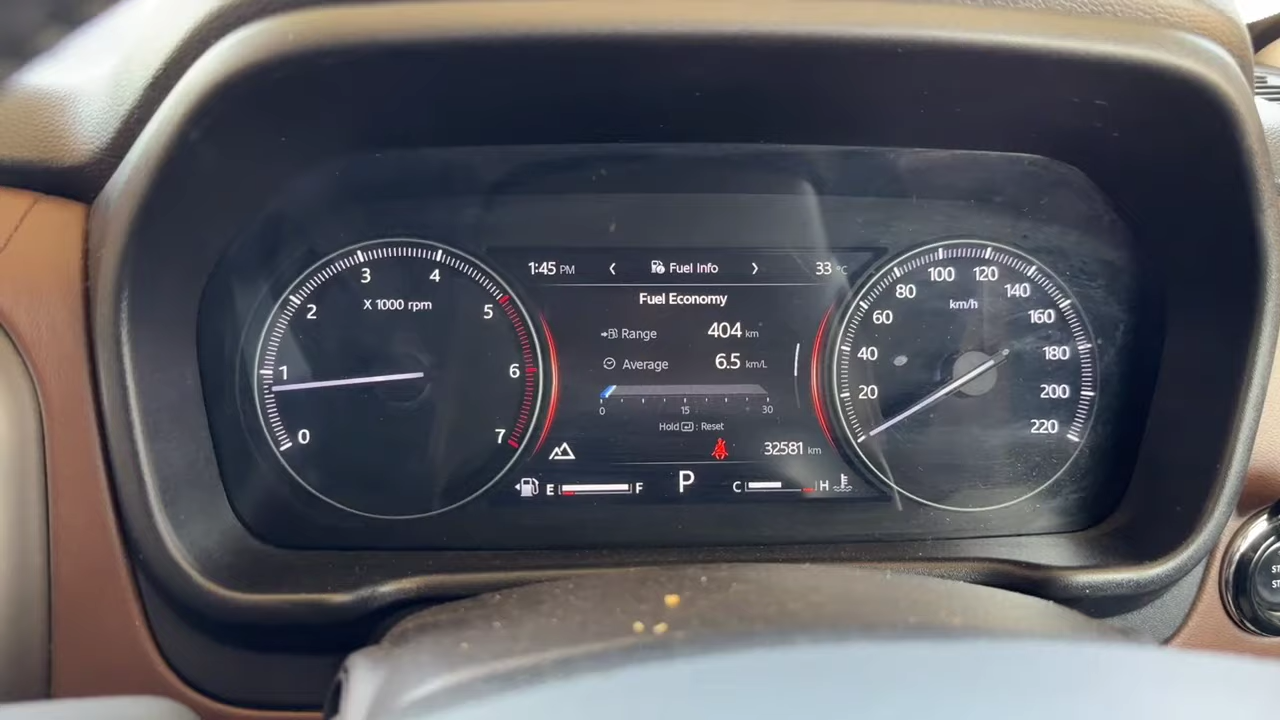 1:45 PM
Fuel Info
33 °C
Fuel Economy
Range 404 km
Average 6.5 km/L
0 15 30
Hold : Reset
32581 km
E F
P
C H
0
1
2
3
4
5
6
7
X 1000 rpm
20
40
60
80
100
120
140
160
180
200
220
km/h